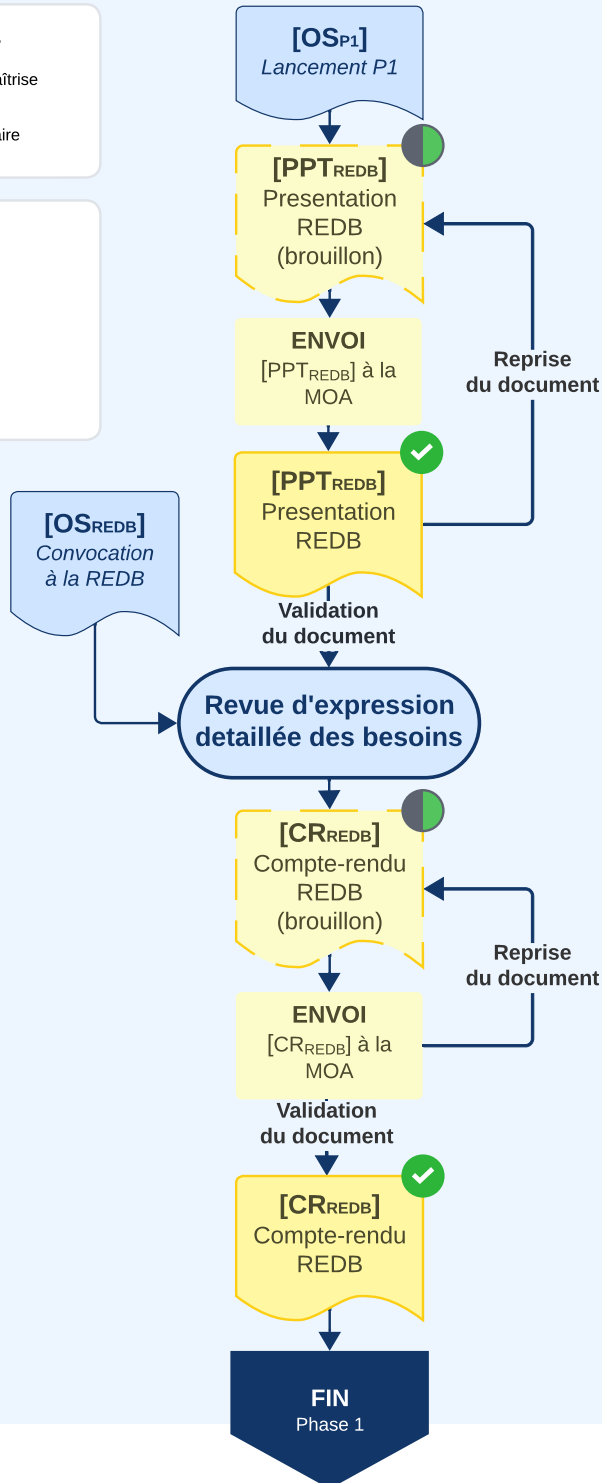 [OSP1]
Lancement P1
[PPTREDB]
Presentation
REDB
(brouillon)
ENVOI
[PPTREDB] à la
MOA
Reprise
du document
[PPTREDB]
Presentation
REDB
[OSREDB]
Convocation
à la REDB
Validation
du document
Revue d'expression
detaillée des besoins
[CRREDB]
Compte-rendu
REDB
(brouillon)
Reprise
du document
ENVOI
[CRREDB] à la
MOA
Validation
du document
[CRREDB]
Compte-rendu
REDB
FIN
Phase 1